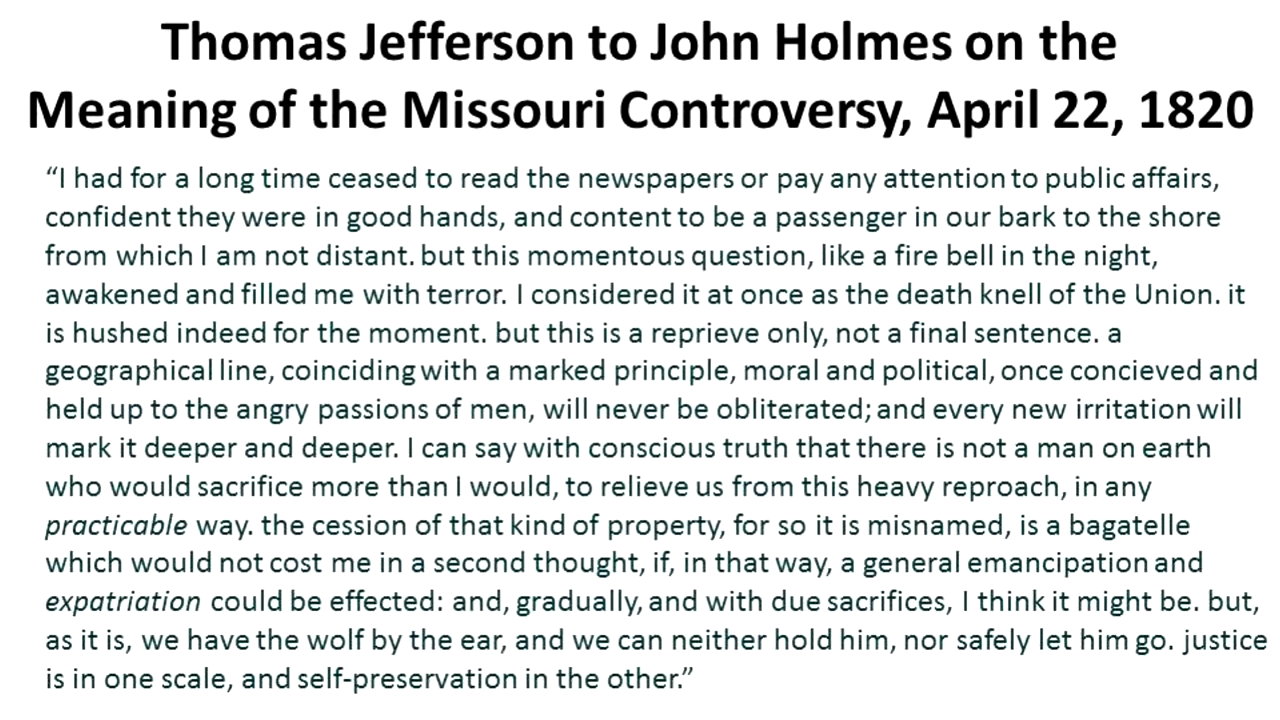 Thomas Jefferson to John Holmes on the
Meaning of the Missouri Controversy, April 22, 1820
“I had for a long time ceased to read the newspapers or pay any attention to public affairs,
confident they were in good hands, and content to be a passenger in our bark to the shore
from which I am not distant. but this momentous question, like a fire bell in the night,
awakened and filled me with terror. I considered it at once as the death knell of the Union. it
is hushed indeed for the moment. but this is a reprieve only, not a final sentence. a
geographical line, coinciding with a marked principle, moral and political, once concieved and
held up to the angry passions of men, will never be obliterated; and every new irritation will
mark it deeper and deeper. I can say with conscious truth that there is not a man on earth
who would sacrifice more than I would, to relieve us from this heavy reproach, in any
practicable way. the cession of that kind of property, for so it is misnamed, is a bagatelle
which would not cost me in a second thought, if, in that way, a general emancipation and
expatriation could be effected: and, gradually, and with due sacrifices, I think it might be. but,
as it is, we have the wolf by the ear, and we can neither hold him, nor safely let him go. justice
is in one scale, and self-preservation in the other.”